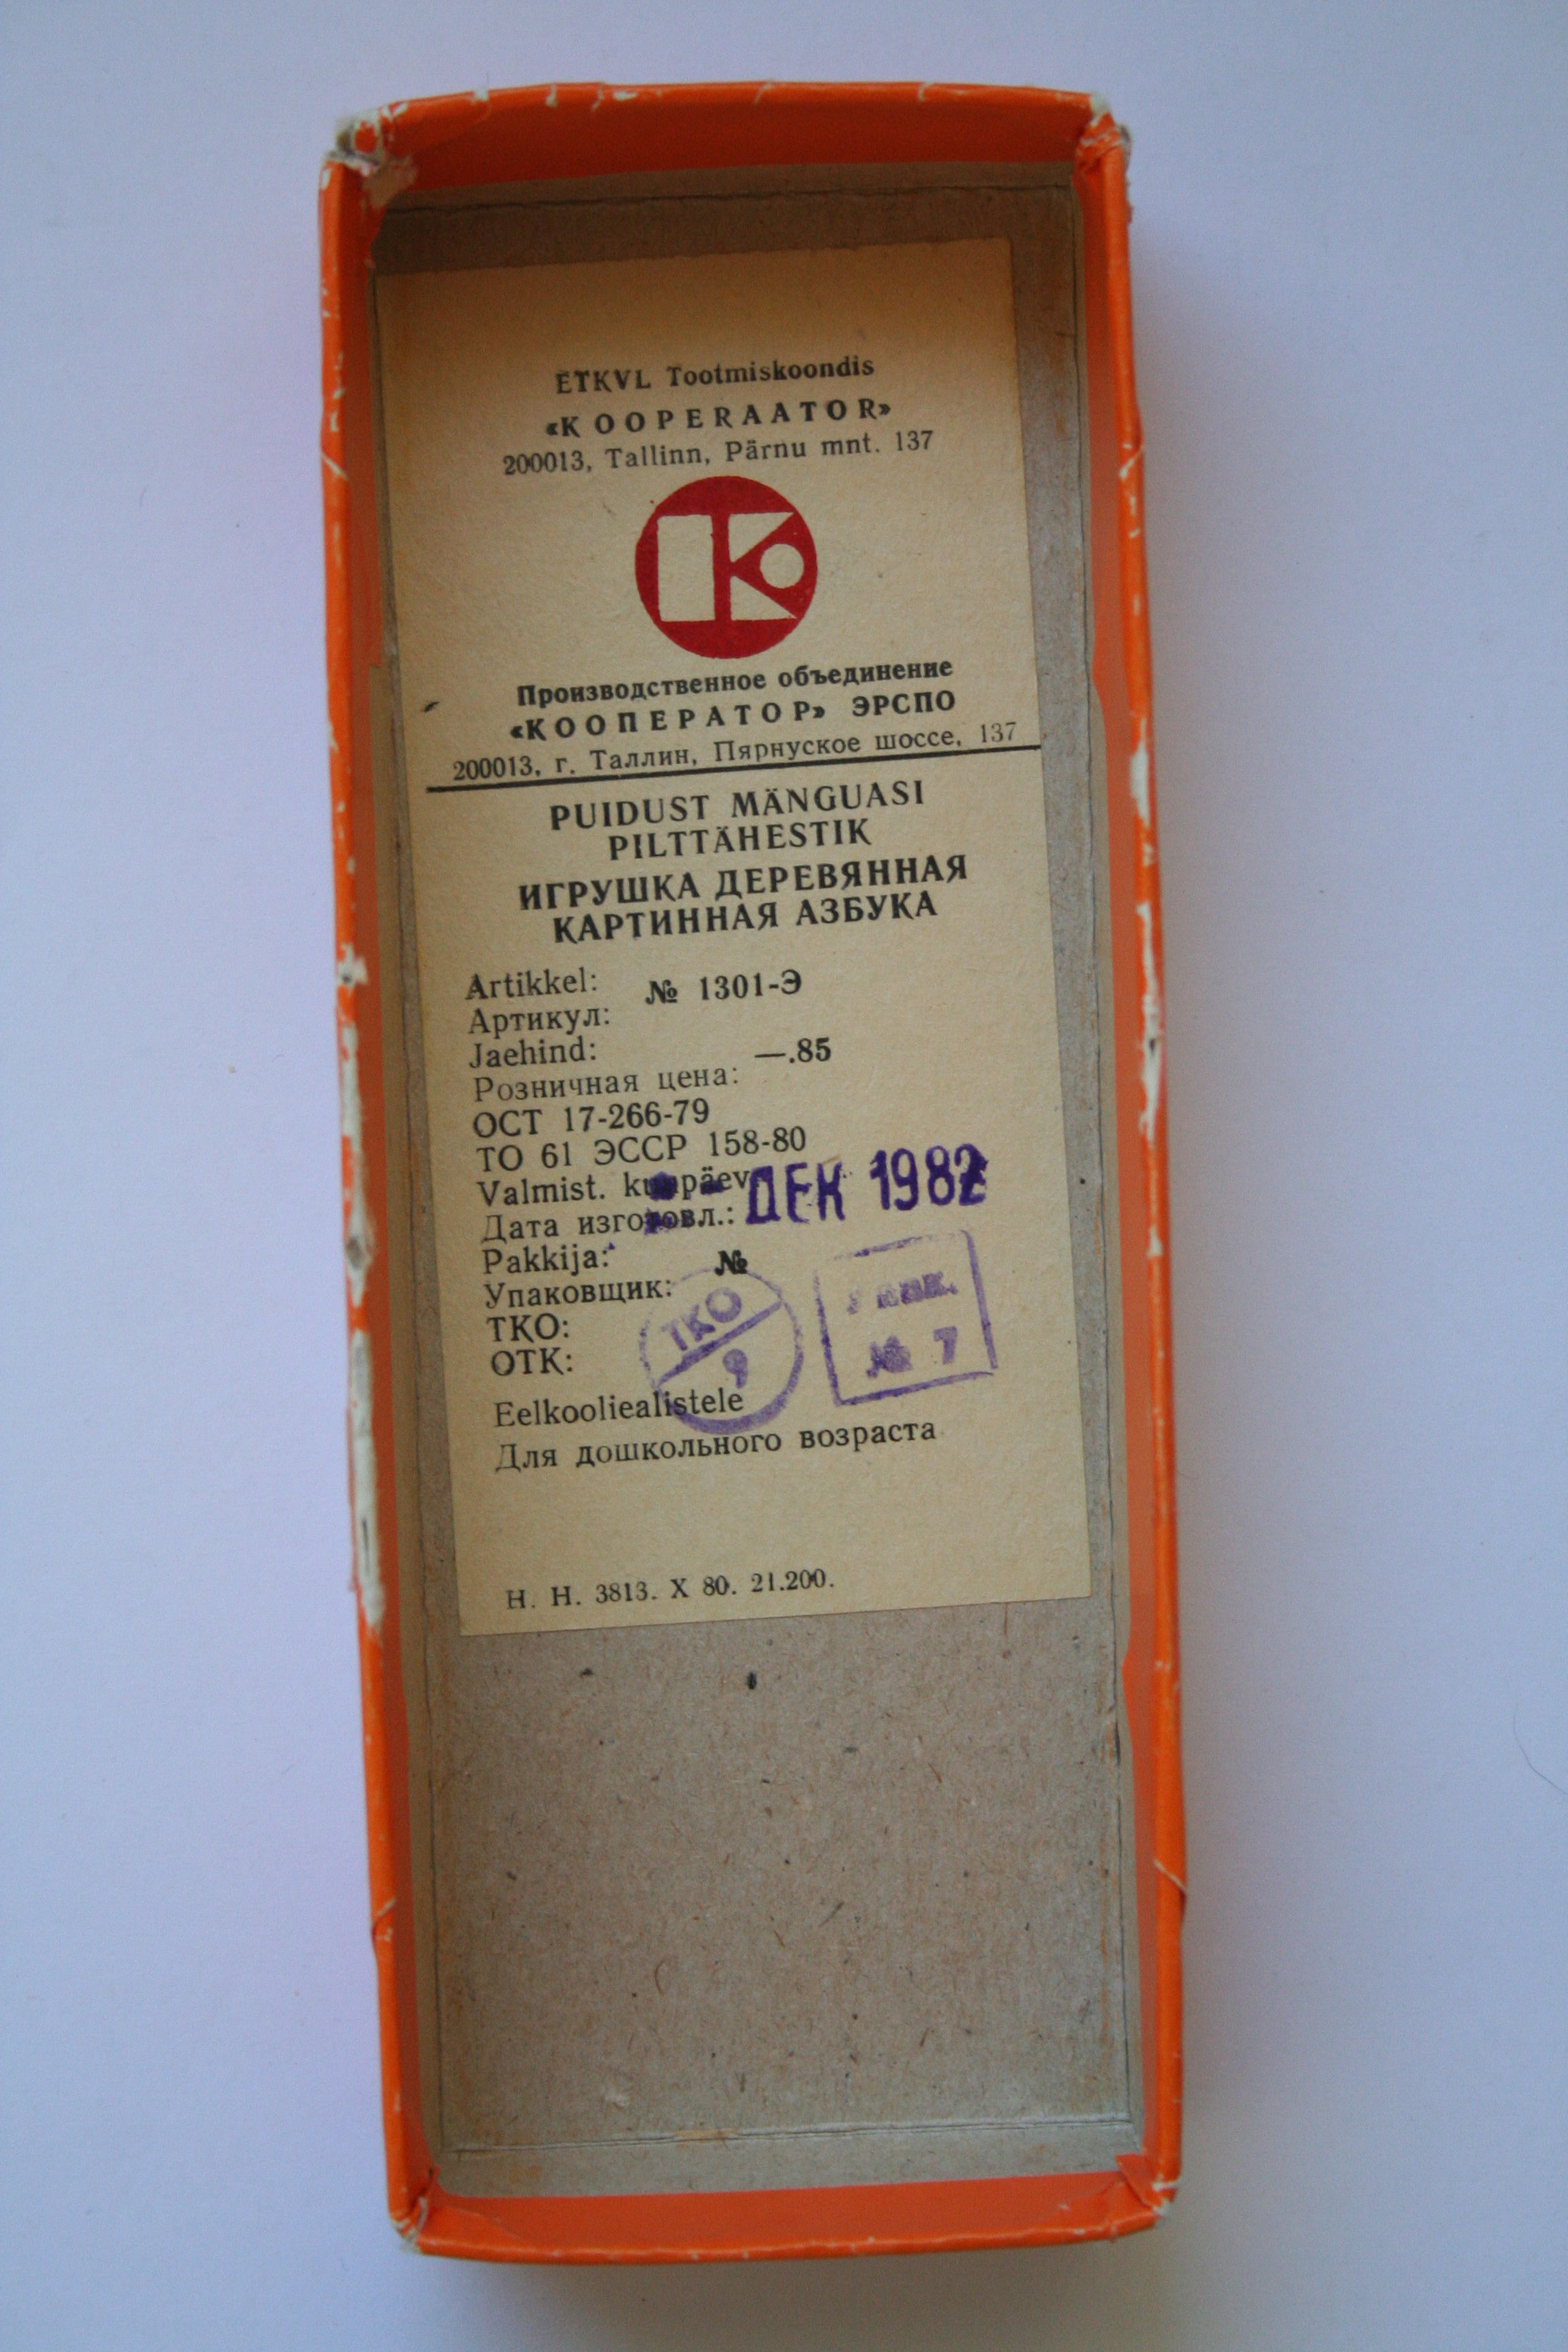 ETKVL Tootmiskoondis
«KOOPERAATOR»
200013, Tallinn, Pärnu mnt. 137
Производственное объединение
«КООПЕРАТОР» ЭРСПО
200013, г. Таллин, Пярнуское шоссе, 137
PUIDUST MÄNGUASI
PILTTÄHESTIK
ИГРУШКА ДЕРЕВЯННАЯ
КАРТИННАЯ АЗБУКА
Artikkel:
Артикул: № 1301-Э
Jaehind:
Розничная цена: —.85
ОСТ 17-266-79
ТО 61 ЭССР 158-80
Valmist. kuupäev
Дата изготовл.: ДЕК 1982
Pakkija:
Упаковщик: №
ТКО:
ОТК:
ТКО
9
№ 7
Eelkooliealistele
Для дошкольного возраста
Н. Н. 3813. X 80. 21.200.